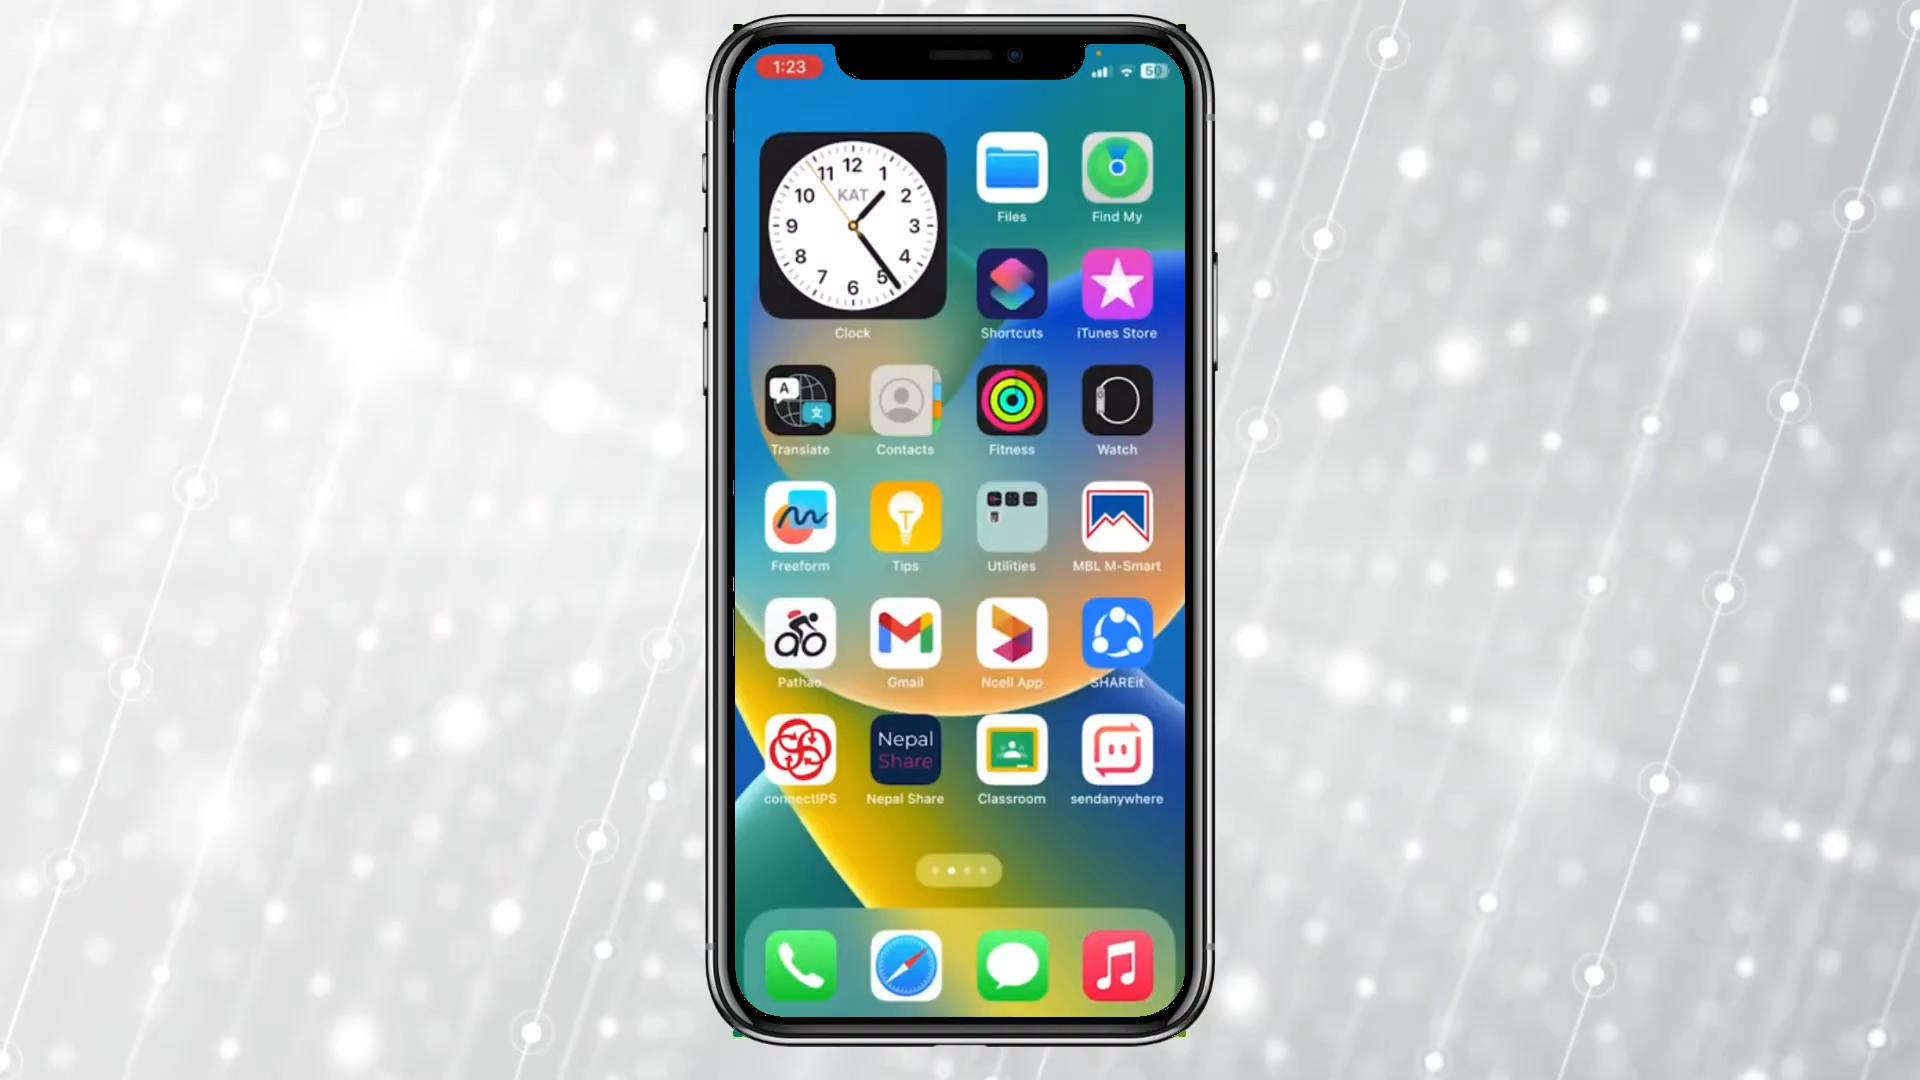 1:23
50
12
11
1
KAT
10
2
9
3
8
4
7
5
6
Files
Find My
Clock
Shortcuts
iTunes Store
A
文
Translate
Contacts
Fitness
Watch
Freeform
Tips
Utilities
MBL M-Smart
Pathao
Gmail
Ncell App
SHAREit
Nepal
Share
connectIPS
Nepal Share
Classroom
sendanywhere